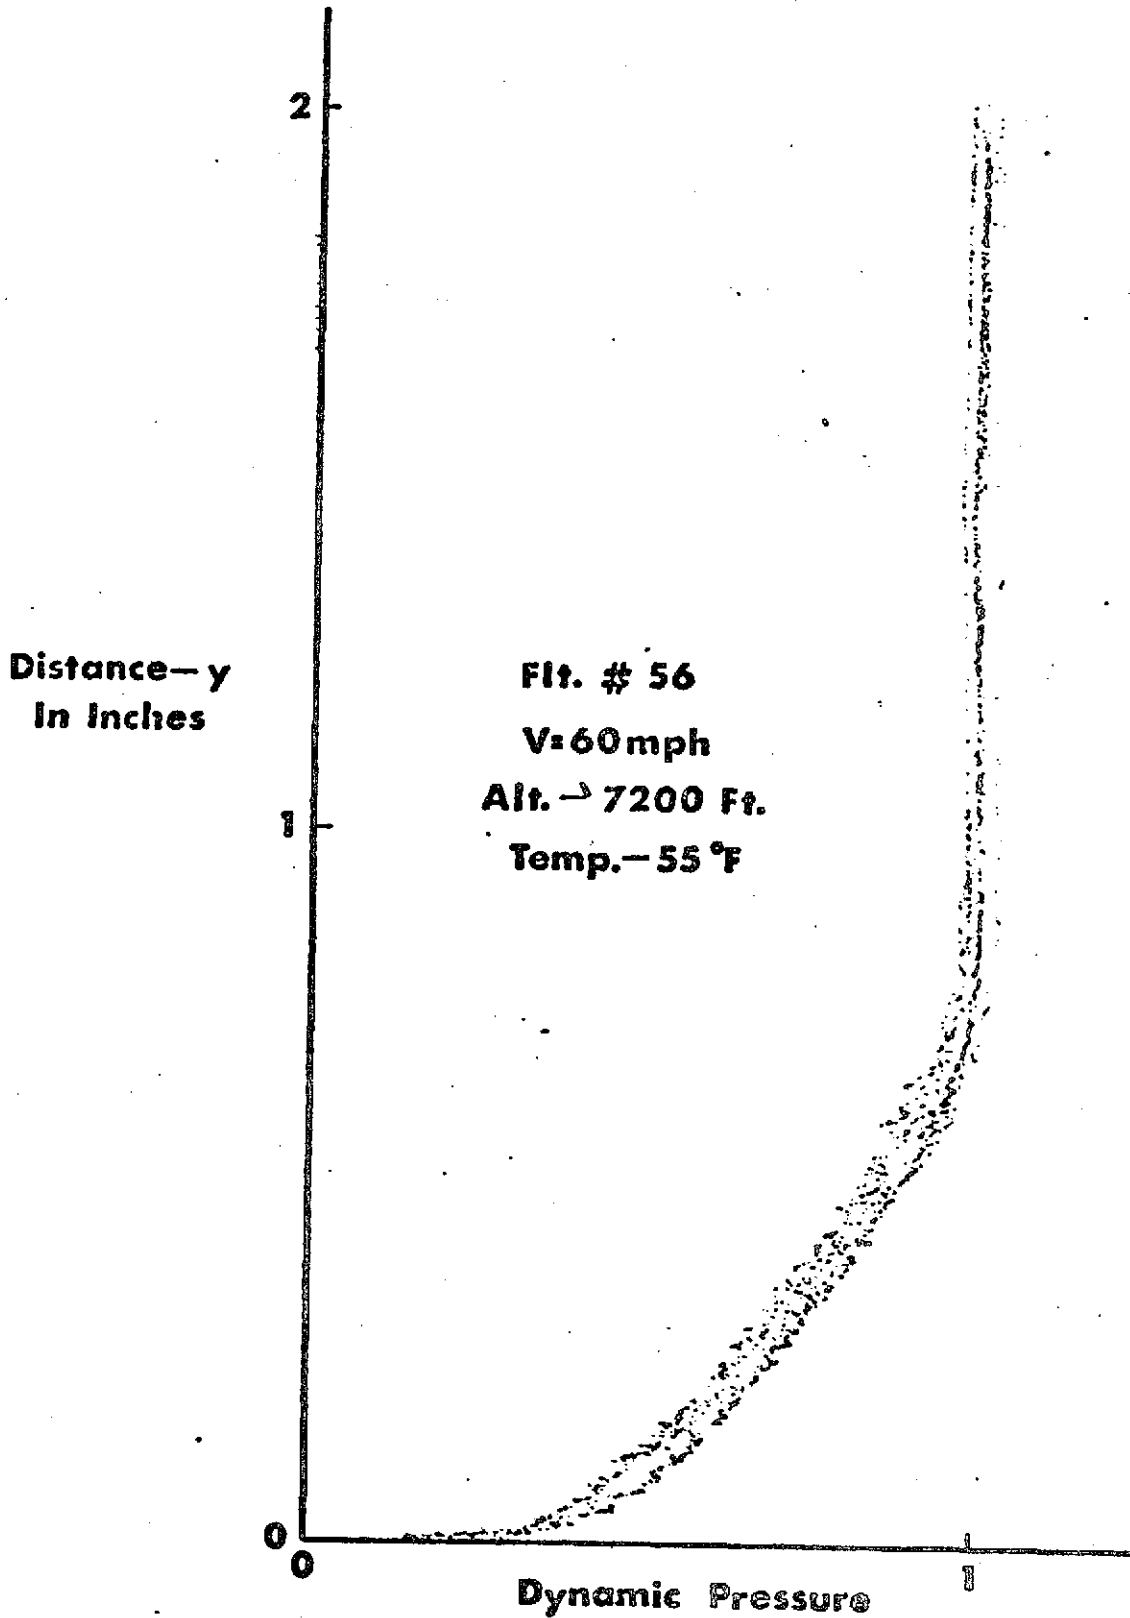 2
Distance—y
In Inches
Flt. # 56
V=60mph
Alt.→7200 Ft.
1
Temp.—55°F
0
0
1
Dynamic Pressure